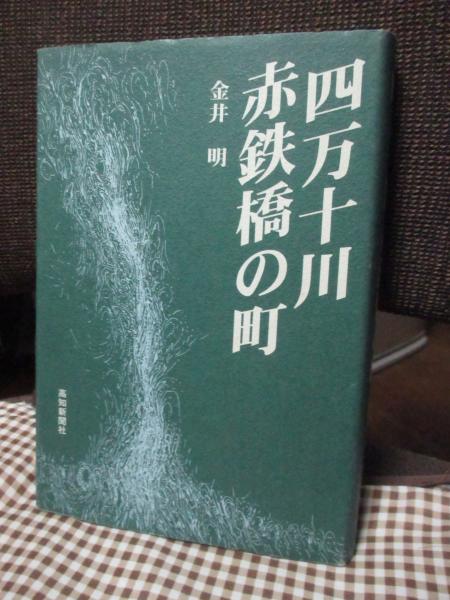 四万十川
赤鉄橋の町
金井 明
高知新聞社